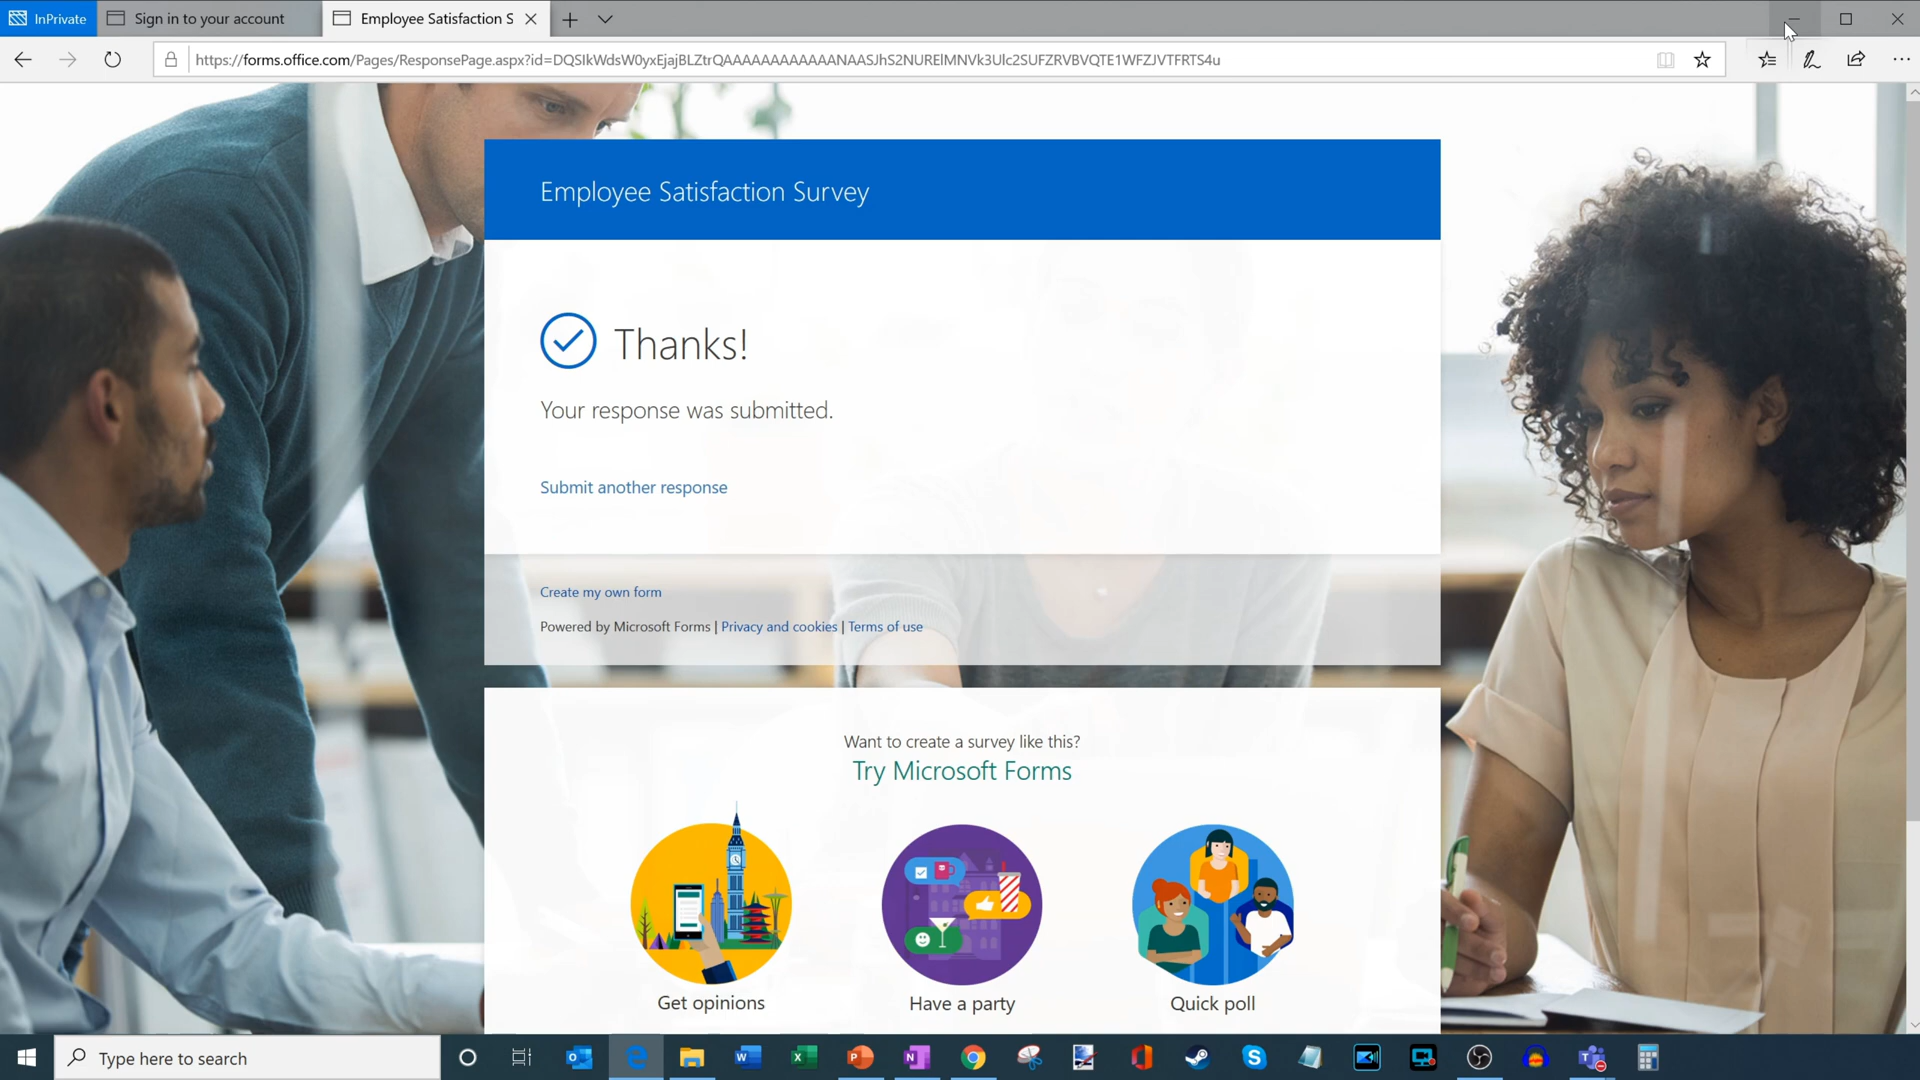 InPrivate
Sign in to your account
Employee Satisfaction S
https://forms.office.com/Pages/ResponsePage.aspx?id=DQSIkWdsW0yxEjajBLZtrQAAAAAAAAAAAANAASJhS2NURElMNVk3Ulc2SUFZRVBVQTE1WFZJVTFRTS4u
Employee Satisfaction Survey
Thanks!
Your response was submitted.
Submit another response
Create my own form
Powered by Microsoft Forms | Privacy and cookies | Terms of use
Want to create a survey like this?
Try Microsoft Forms
Get opinions
Have a party
Quick poll
Type here to search